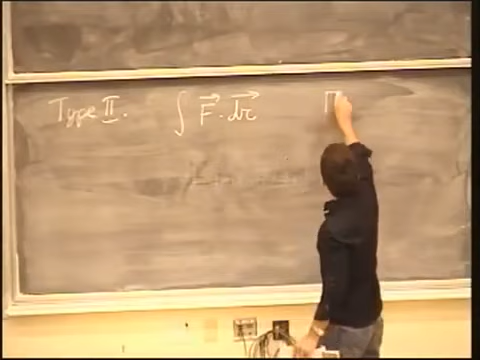 Type II. ∫ F⃗ · dr⃗